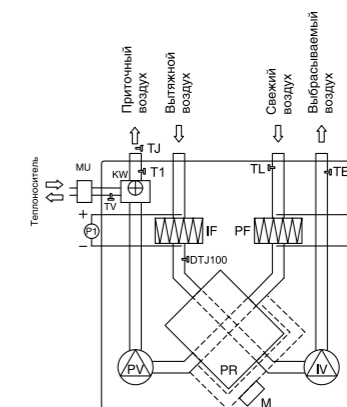 Приточный
воздух
Вытяжной
воздух
Свежий
воздух
Выбрасываемый
воздух
Теплоноситель
TJ
MU
KW
T1
TL
TE
TV
+
P1
−
IF
PF
DTJ100
PV
PR
IV
M